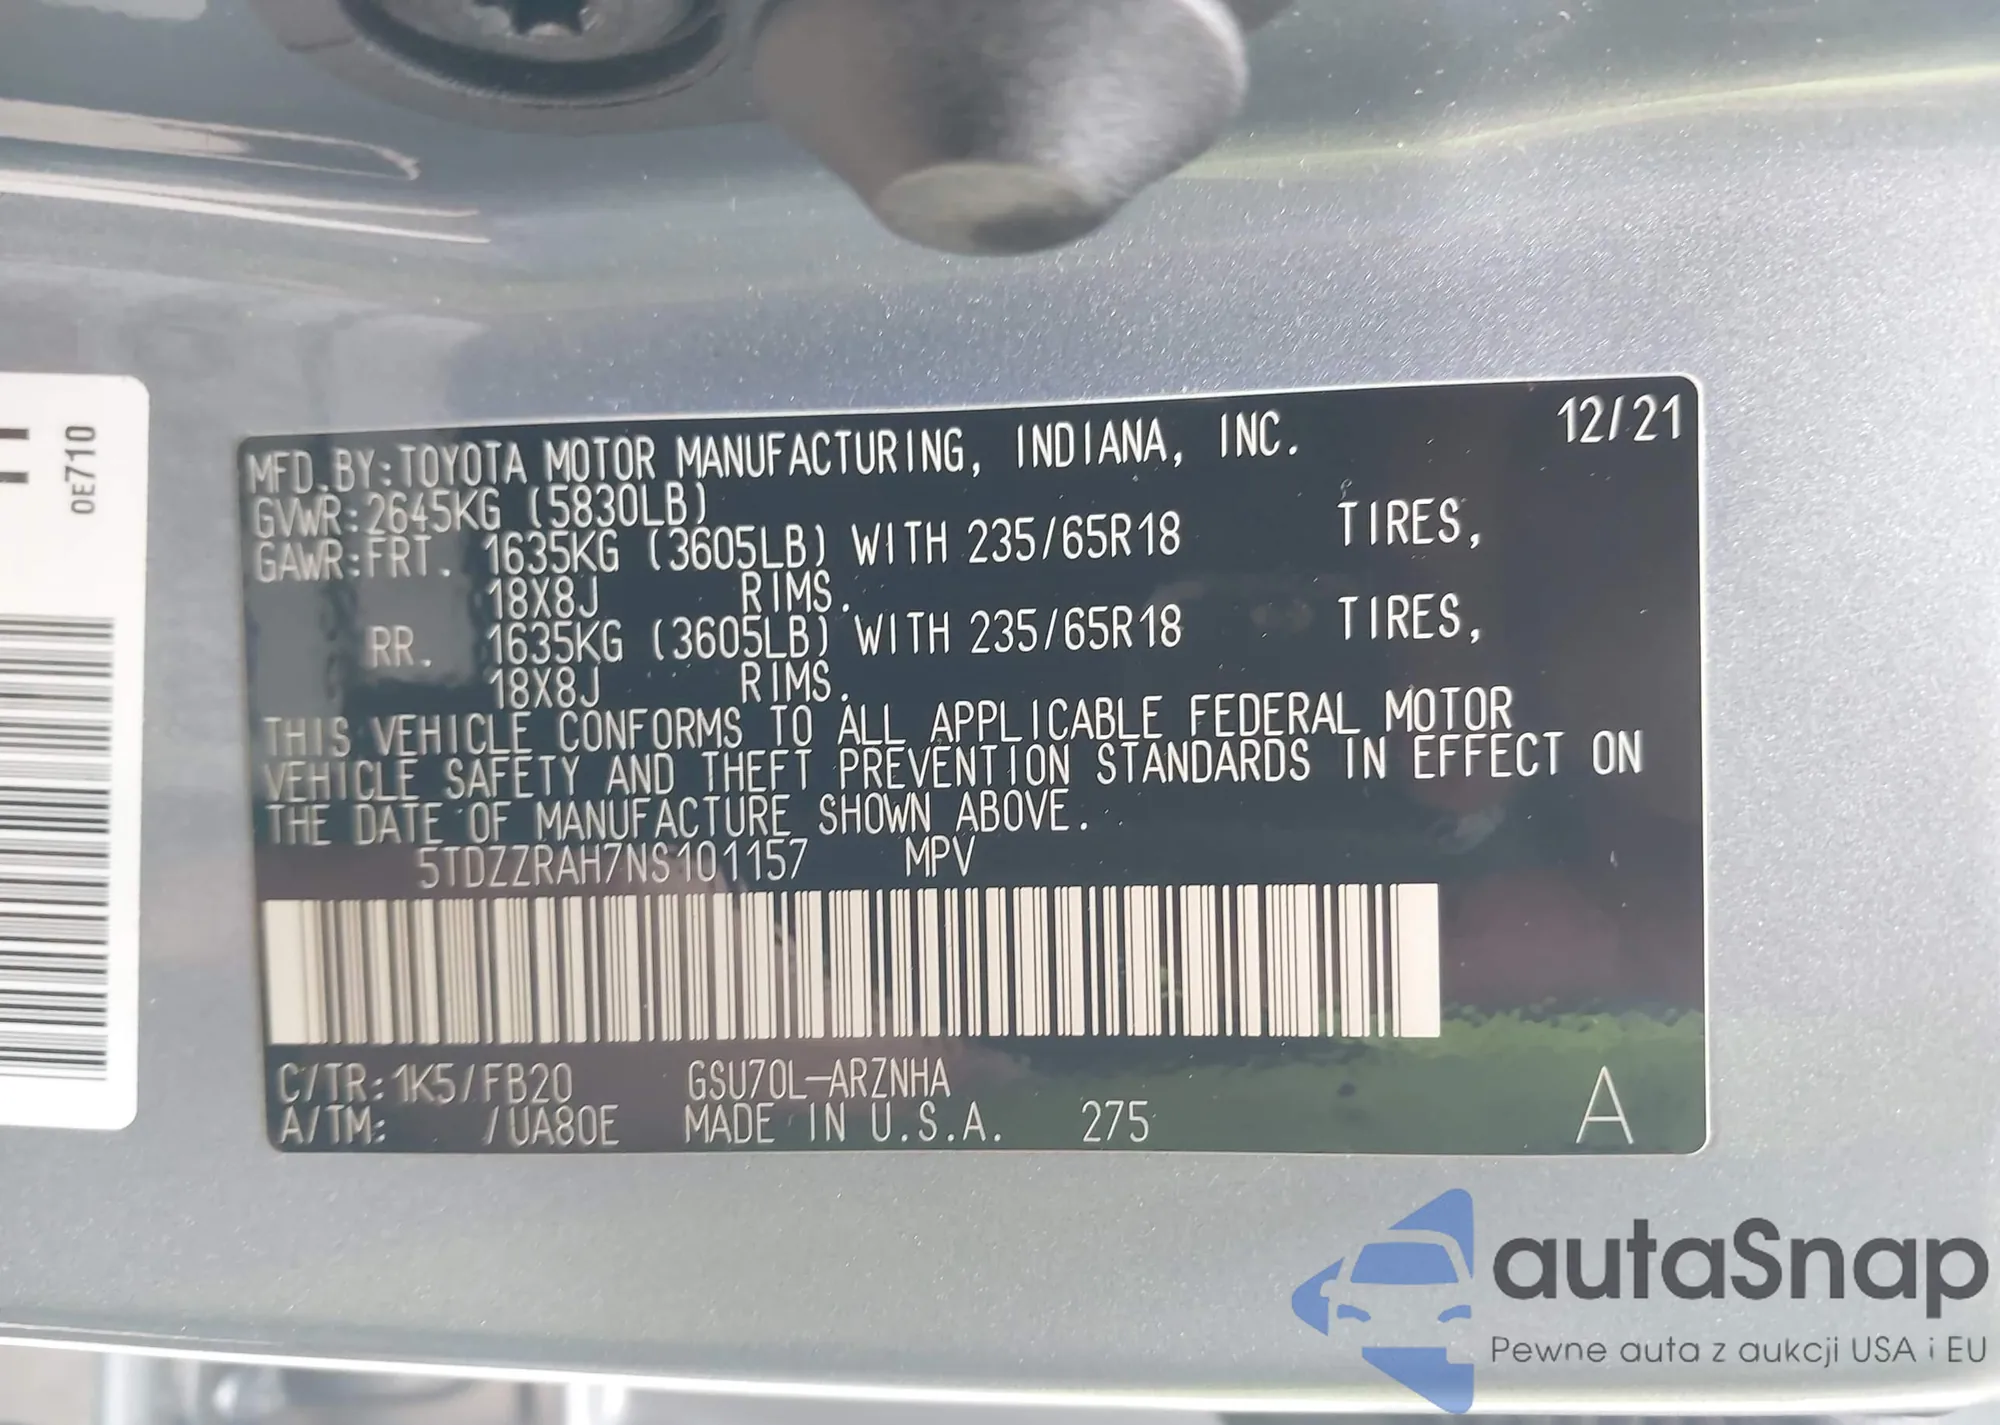 0E710
MFD.BY:TOYOTA MOTOR MANUFACTURING, INDIANA, INC. 12/21
GVWR:2645KG (5830LB)
GAWR:FRT. 1635KG (3605LB) WITH 235/65R18 TIRES,
18X8J RIMS.
RR. 1635KG (3605LB) WITH 235/65R18 TIRES,
18X8J RIMS.
THIS VEHICLE CONFORMS TO ALL APPLICABLE FEDERAL MOTOR
VEHICLE SAFETY AND THEFT PREVENTION STANDARDS IN EFFECT ON
THE DATE OF MANUFACTURE SHOWN ABOVE.
5TDZZRAH7NS101157 MPV
C/TR:1K5/FB20 GSU70L-ARZNHA
A/TM: /UA80E MADE IN U.S.A. 275 A
autaSnap
Pewne auta z aukcji USA i EU